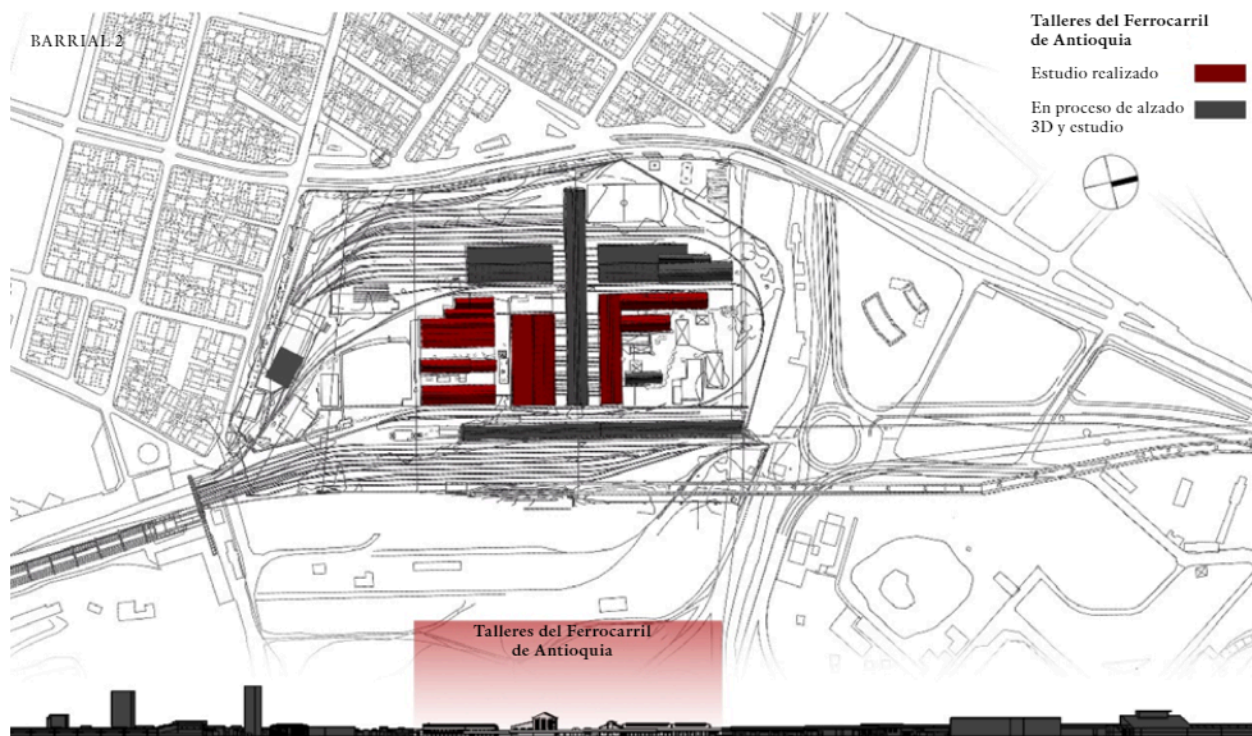 BARRIAL 2
Talleres del Ferrocarril
de Antioquia
Estudio realizado
En proceso de alzado
3D y estudio
Talleres del Ferrocarril
de Antioquia